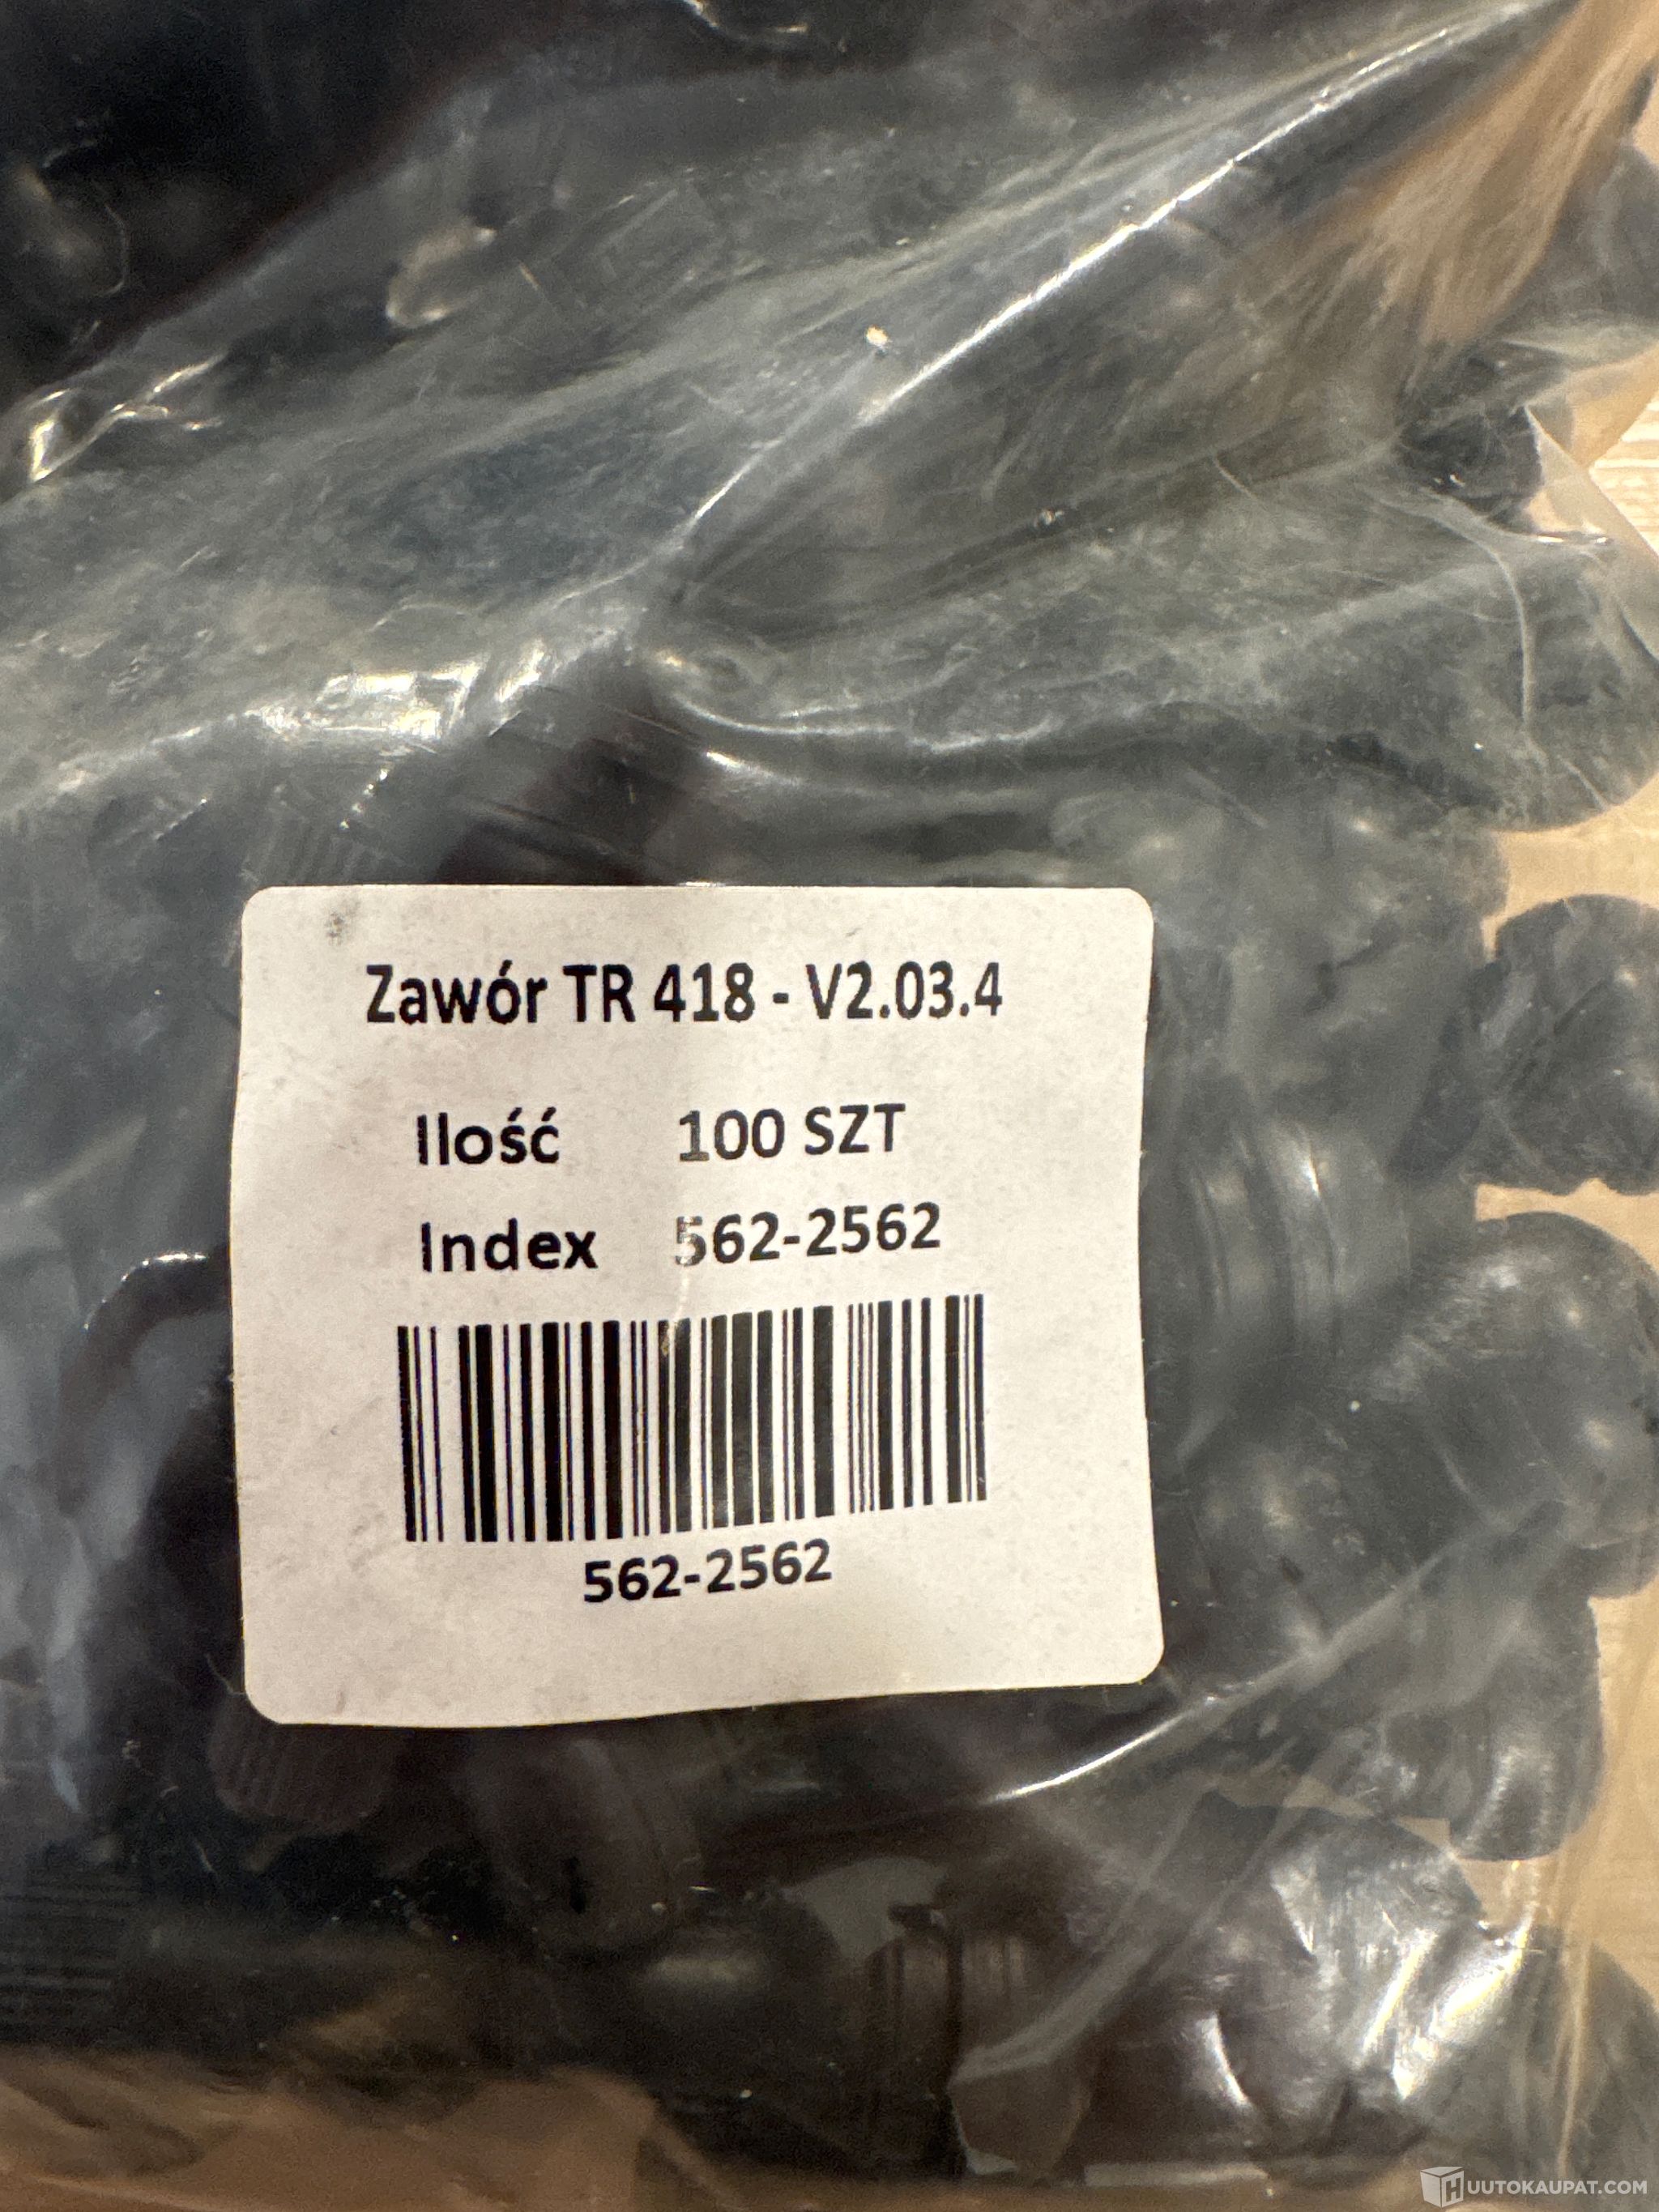 Zawór TR 418 - V2.03.4
Ilość 100 SZT
Index 562-2562
562-2562
HUUTOKAUPAT.COM